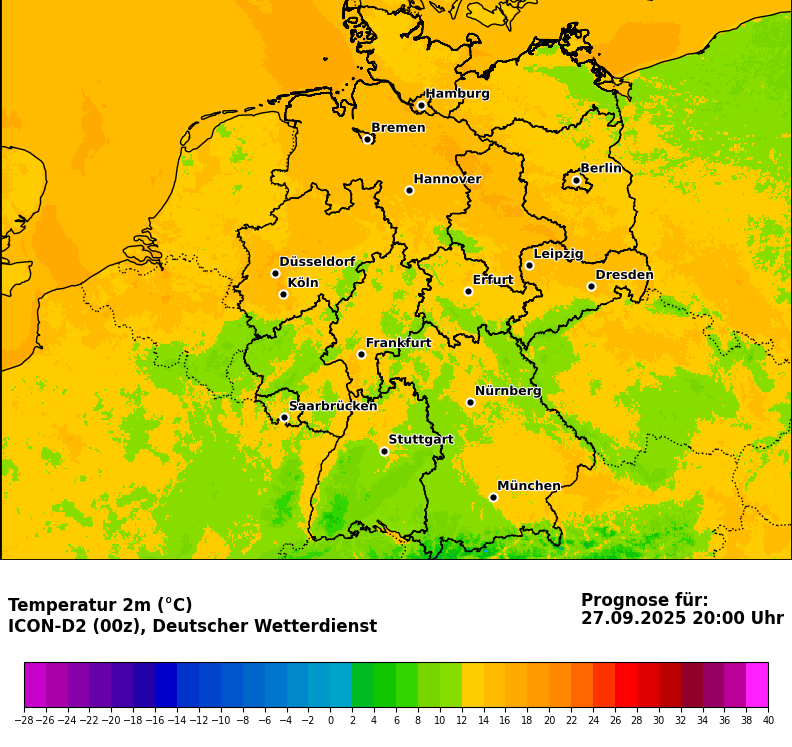 Hamburg
Bremen
Berlin
Hannover
Leipzig
Düsseldorf
Dresden
Köln
Erfurt
Frankfurt
Nürnberg
Saarbrücken
Stuttgart
München
Temperatur 2m (°C)
ICON-D2 (00z), Deutscher Wetterdienst
Prognose für:
27.09.2025 20:00 Uhr
−28 −26 −24 −22 −20 −18 −16 −14 −12 −10 −8 −6 −4 −2 0 2 4 6 8 10 12 14 16 18 20 22 24 26 28 30 32 34 36 38 40